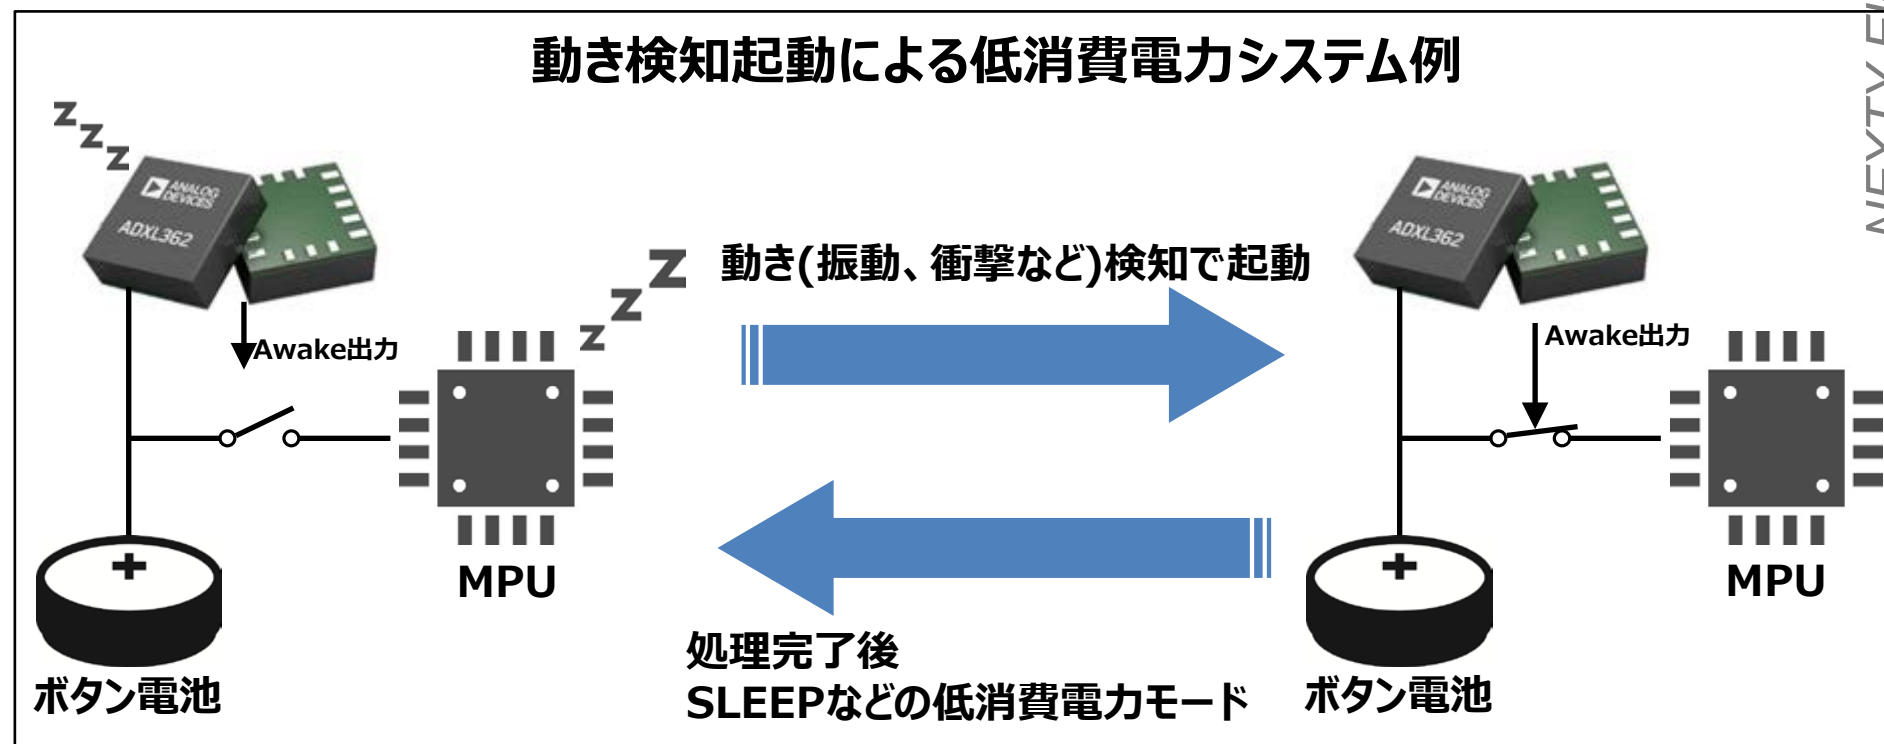 動き検知起動による低消費電力システム例
z
z
z
ANALOG
DEVICES
ADXL362
Awake出力
z
z
z
MPU
ボタン電池
動き(振動、衝撃など)検知で起動
処理完了後
SLEEPなどの低消費電力モード
ANALOG
DEVICES
ADXL362
Awake出力
MPU
ボタン電池
NEXTY